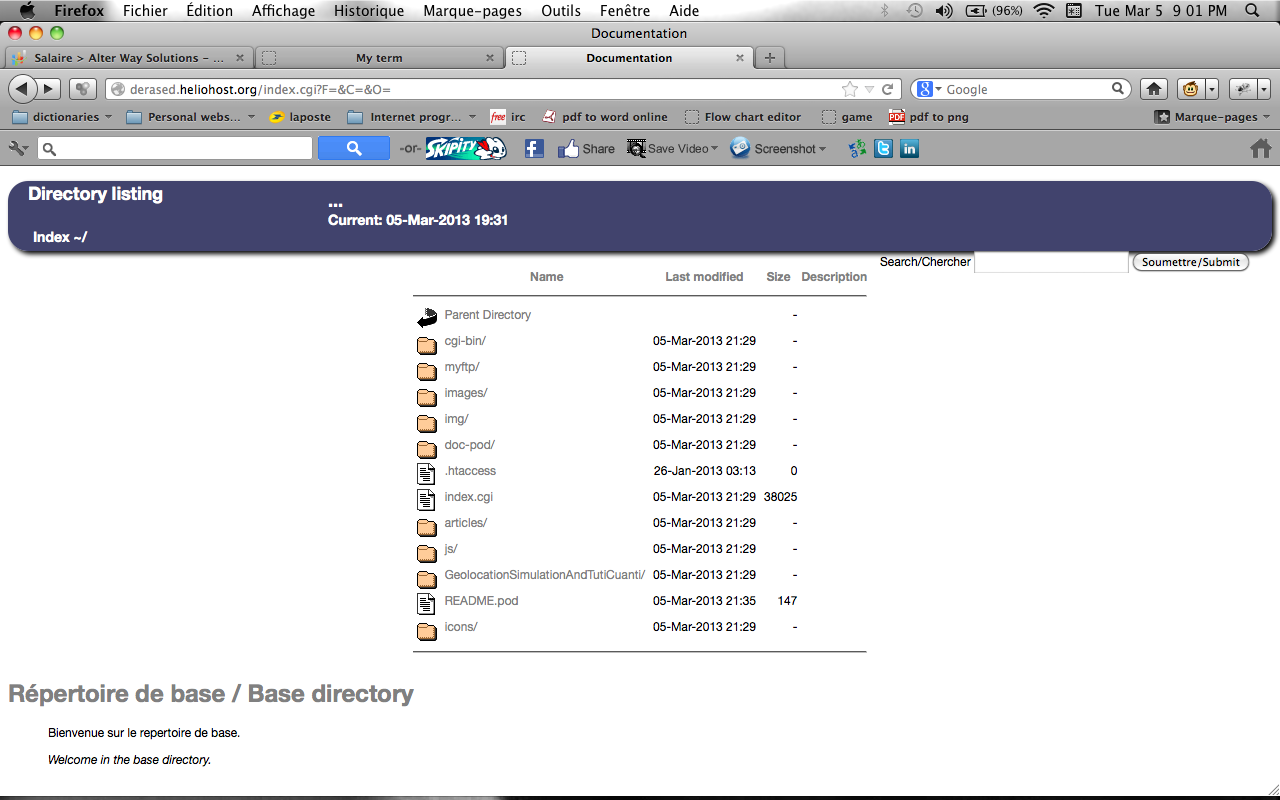 Firefox Fichier Édition Affichage Historique Marque-pages Outils Fenêtre Aide (96%) Tue Mar 5 9 01 PM
Documentation
Salaire > Alter Way Solutions – ... My term Documentation
derased.heliohost.org/index.cgi?F=&C=&O= Google
dictionaries Personal webs... laposte Internet progr... free irc pdf to word online Flow chart editor game PDF pdf to png Marque-pages
-or- SKIPITY Share Save Video Screenshot
Directory listing
...
Current: 05-Mar-2013 19:31
Index ~/
Search/Chercher Soumettre/Submit
Name Last modified Size Description
Parent Directory -
cgi-bin/ 05-Mar-2013 21:29 -
myftp/ 05-Mar-2013 21:29 -
images/ 05-Mar-2013 21:29 -
img/ 05-Mar-2013 21:29 -
doc-pod/ 05-Mar-2013 21:29 -
.htaccess 26-Jan-2013 03:13 0
index.cgi 05-Mar-2013 21:29 38025
articles/ 05-Mar-2013 21:29 -
js/ 05-Mar-2013 21:29 -
GeolocationSimulationAndTutiCuanti/ 05-Mar-2013 21:29 -
README.pod 05-Mar-2013 21:35 147
icons/ 05-Mar-2013 21:29 -
Répertoire de base / Base directory
Bienvenue sur le repertoire de base.
Welcome in the base directory.